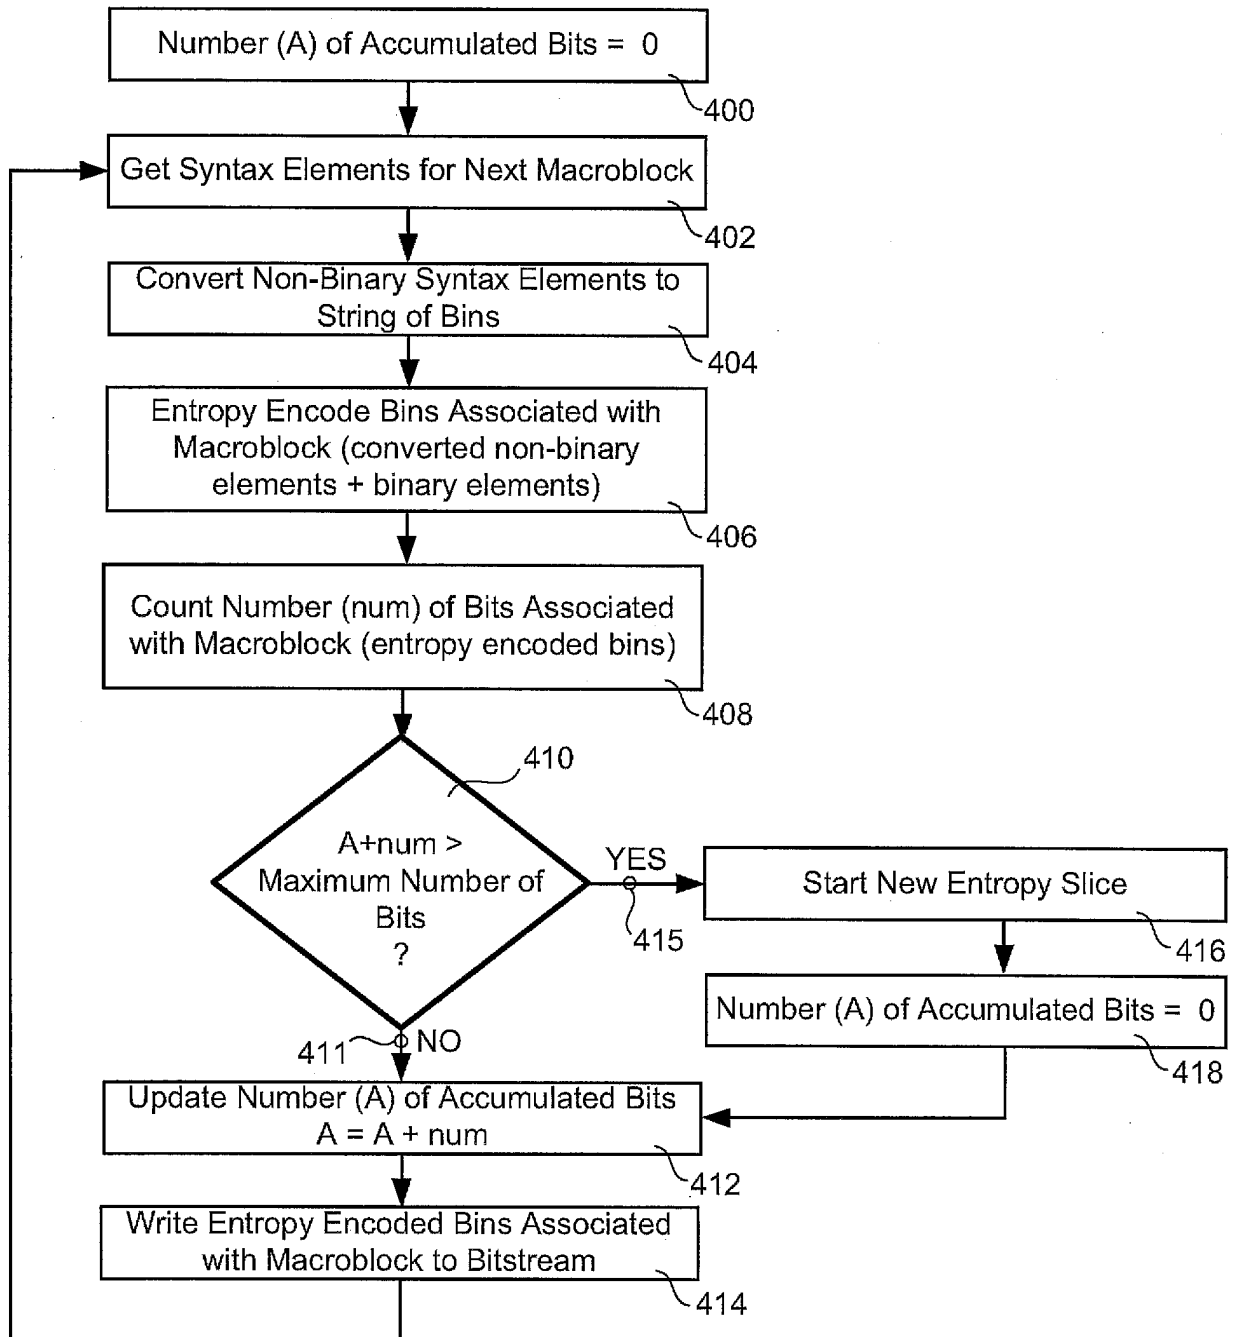 Number (A) of Accumulated Bits = 0
400
Get Syntax Elements for Next Macroblock
402
Convert Non-Binary Syntax Elements to
String of Bins
404
Entropy Encode Bins Associated with
Macroblock (converted non-binary
elements + binary elements)
406
Count Number (num) of Bits Associated
with Macroblock (entropy encoded bins)
408
410
A+num >
Maximum Number of
Bits
?
YES
415
Start New Entropy Slice
416
Number (A) of Accumulated Bits = 0
418
411
NO
Update Number (A) of Accumulated Bits
A = A + num
412
Write Entropy Encoded Bins Associated
with Macroblock to Bitstream
414